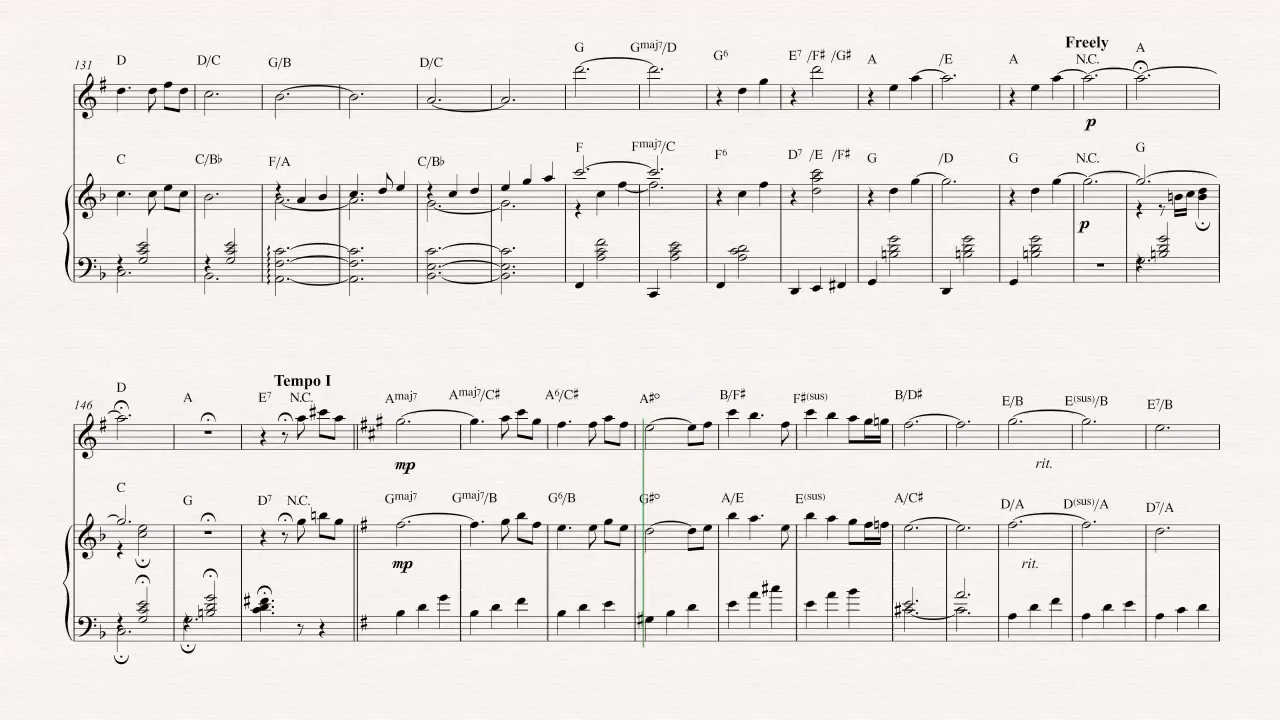 Freely
131 D D/C G/B D/C G Gmaj7/D G6 E7 /F♯ /G♯ A /E A N.C. A
p
C C/B♭ F/A C/B♭ F Fmaj7/C F6 D7 /E /F♯ G /D G N.C. G
p
Tempo I
146 D A E7 N.C. Amaj7 Amaj7/C♯ A6/C♯ A♯o B/F♯ F♯(sus) B/D♯ E/B E(sus)/B E7/B
mp rit.
C G D7 N.C. Gmaj7 Gmaj7/B G6/B G♯o A/E E(sus) A/C♯ D/A D(sus)/A D7/A
mp rit.